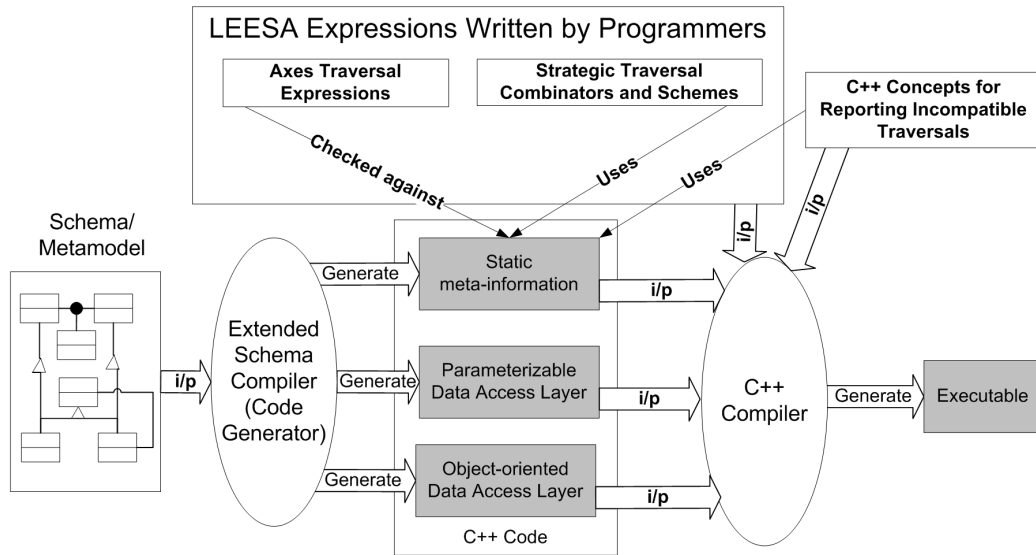 LEESA Expressions Written by Programmers
Axes Traversal
Expressions
Strategic Traversal
Combinators and Schemes
C++ Concepts for
Reporting Incompatible
Traversals
Checked against
Uses
Uses
i/p
i/p
Schema/
Metamodel
i/p
Extended
Schema
Compiler
(Code
Generator)
Generate
Generate
Generate
Static
meta-information
Parameterizable
Data Access Layer
Object-oriented
Data Access Layer
C++ Code
i/p
i/p
i/p
C++
Compiler
Generate
Executable